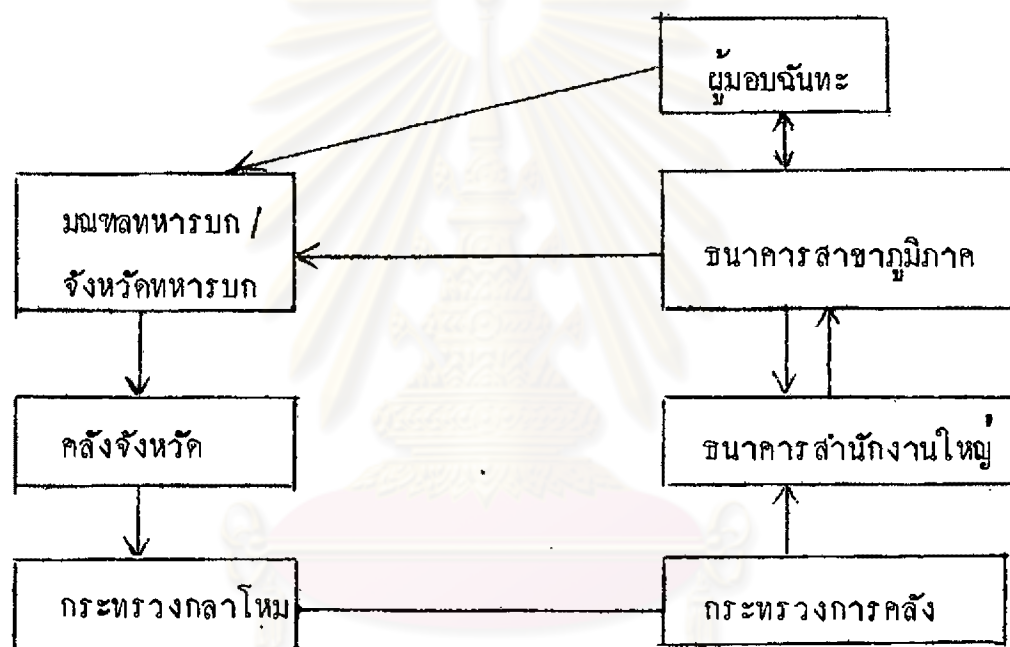 ผู้มอบฉันทะ
มณฑลทหารบก /
จังหวัดทหารบก
ธนาคารสาขาภูมิภาค
คลังจังหวัด
ธนาคารสำนักงานใหญ่
กระทรวงกลาโหม
กระทรวงการคลัง